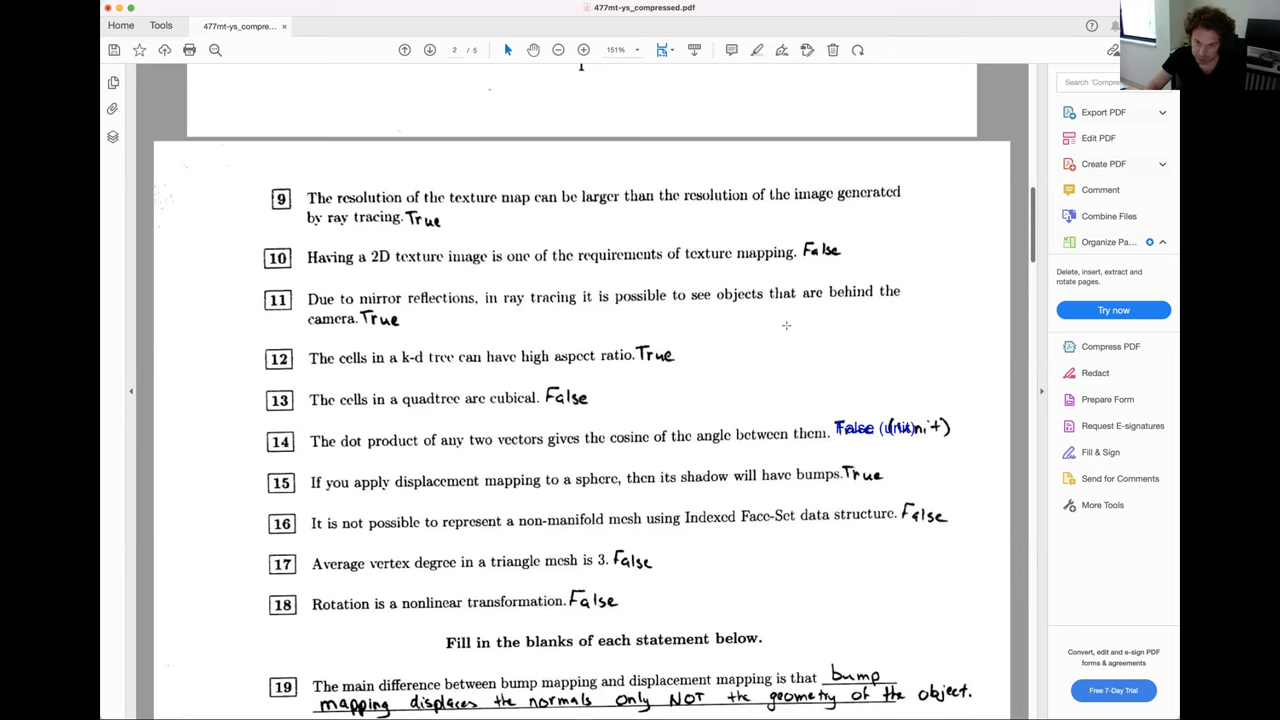 477mt-ys_compressed.pdf
Home
Tools
477mt-ys_compre... ×
2 / 5
151%
Search 'Compre
Export PDF
Edit PDF
Create PDF
Comment
Combine Files
Organize Pa...
Delete, insert, extract and
rotate pages.
Try now
Compress PDF
Redact
Prepare Form
Request E-signatures
Fill & Sign
Send for Comments
More Tools
Convert, edit and e-sign PDF
forms & agreements
Free 7-Day Trial
1
9 The resolution of the texture map can be larger than the resolution of the image generated
by ray tracing. True
10 Having a 2D texture image is one of the requirements of texture mapping. False
11 Due to mirror reflections, in ray tracing it is possible to see objects that are behind the
camera. True
12 The cells in a k-d tree can have high aspect ratio. True
13 The cells in a quadtree are cubical. False
14 The dot product of any two vectors gives the cosine of the angle between them. False
15 If you apply displacement mapping to a sphere, then its shadow will have bumps. True
16 It is not possible to represent a non-manifold mesh using Indexed Face-Set data structure. False
17 Average vertex degree in a triangle mesh is 3. False
18 Rotation is a nonlinear transformation. False
Fill in the blanks of each statement below.
19 The main difference between bump mapping and displacement mapping is that bump
mapping displaces the normals only NOT the geometry of the object.